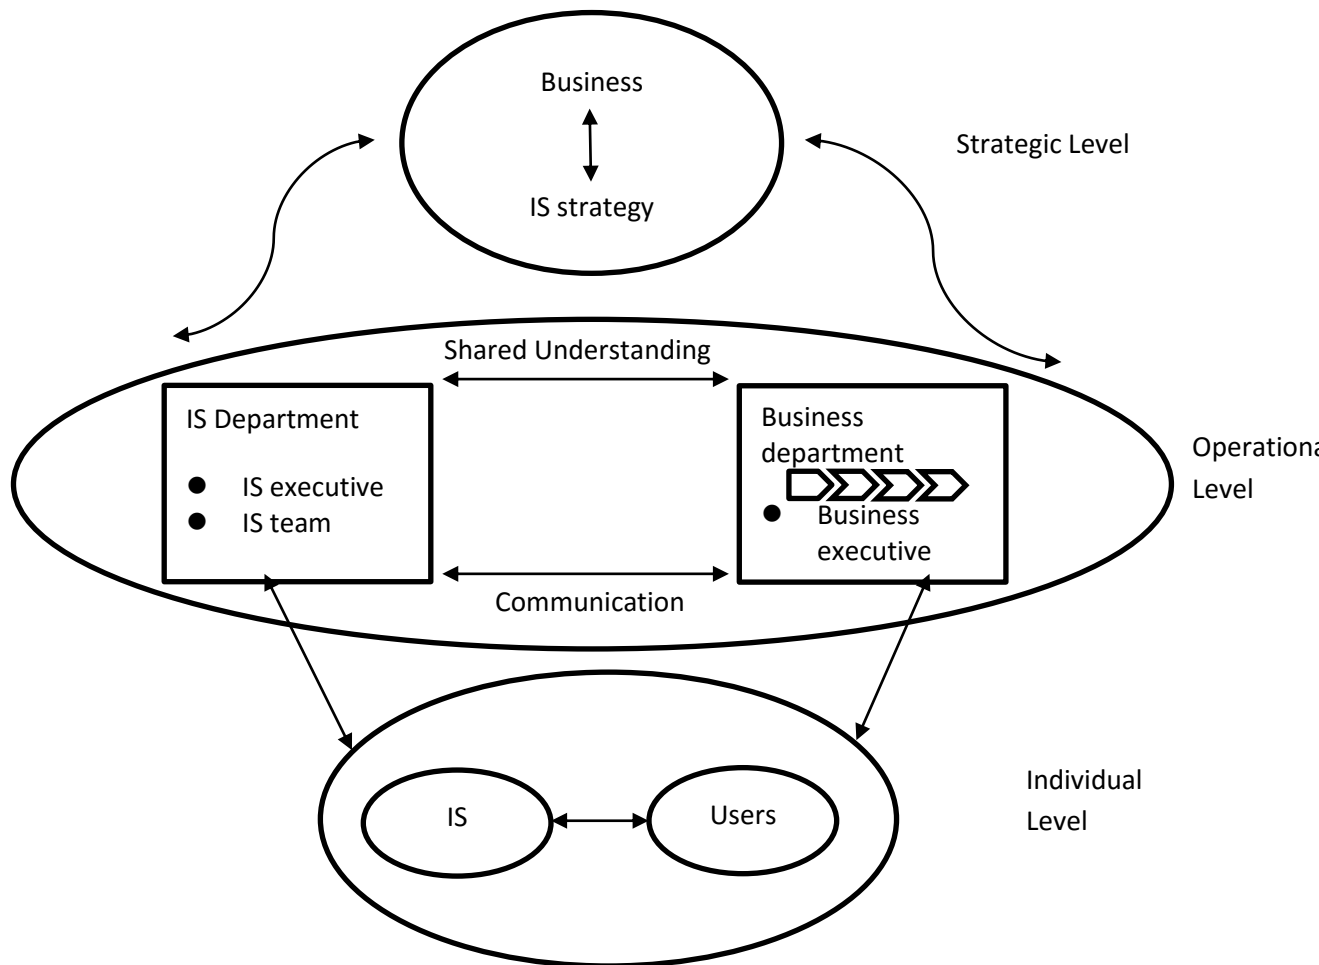 Business
IS strategy
Strategic Level
Shared Understanding
IS Department
● IS executive
● IS team
Business
department
● Business
executive
Communication
Operationa
Level
IS
Users
Individual
Level